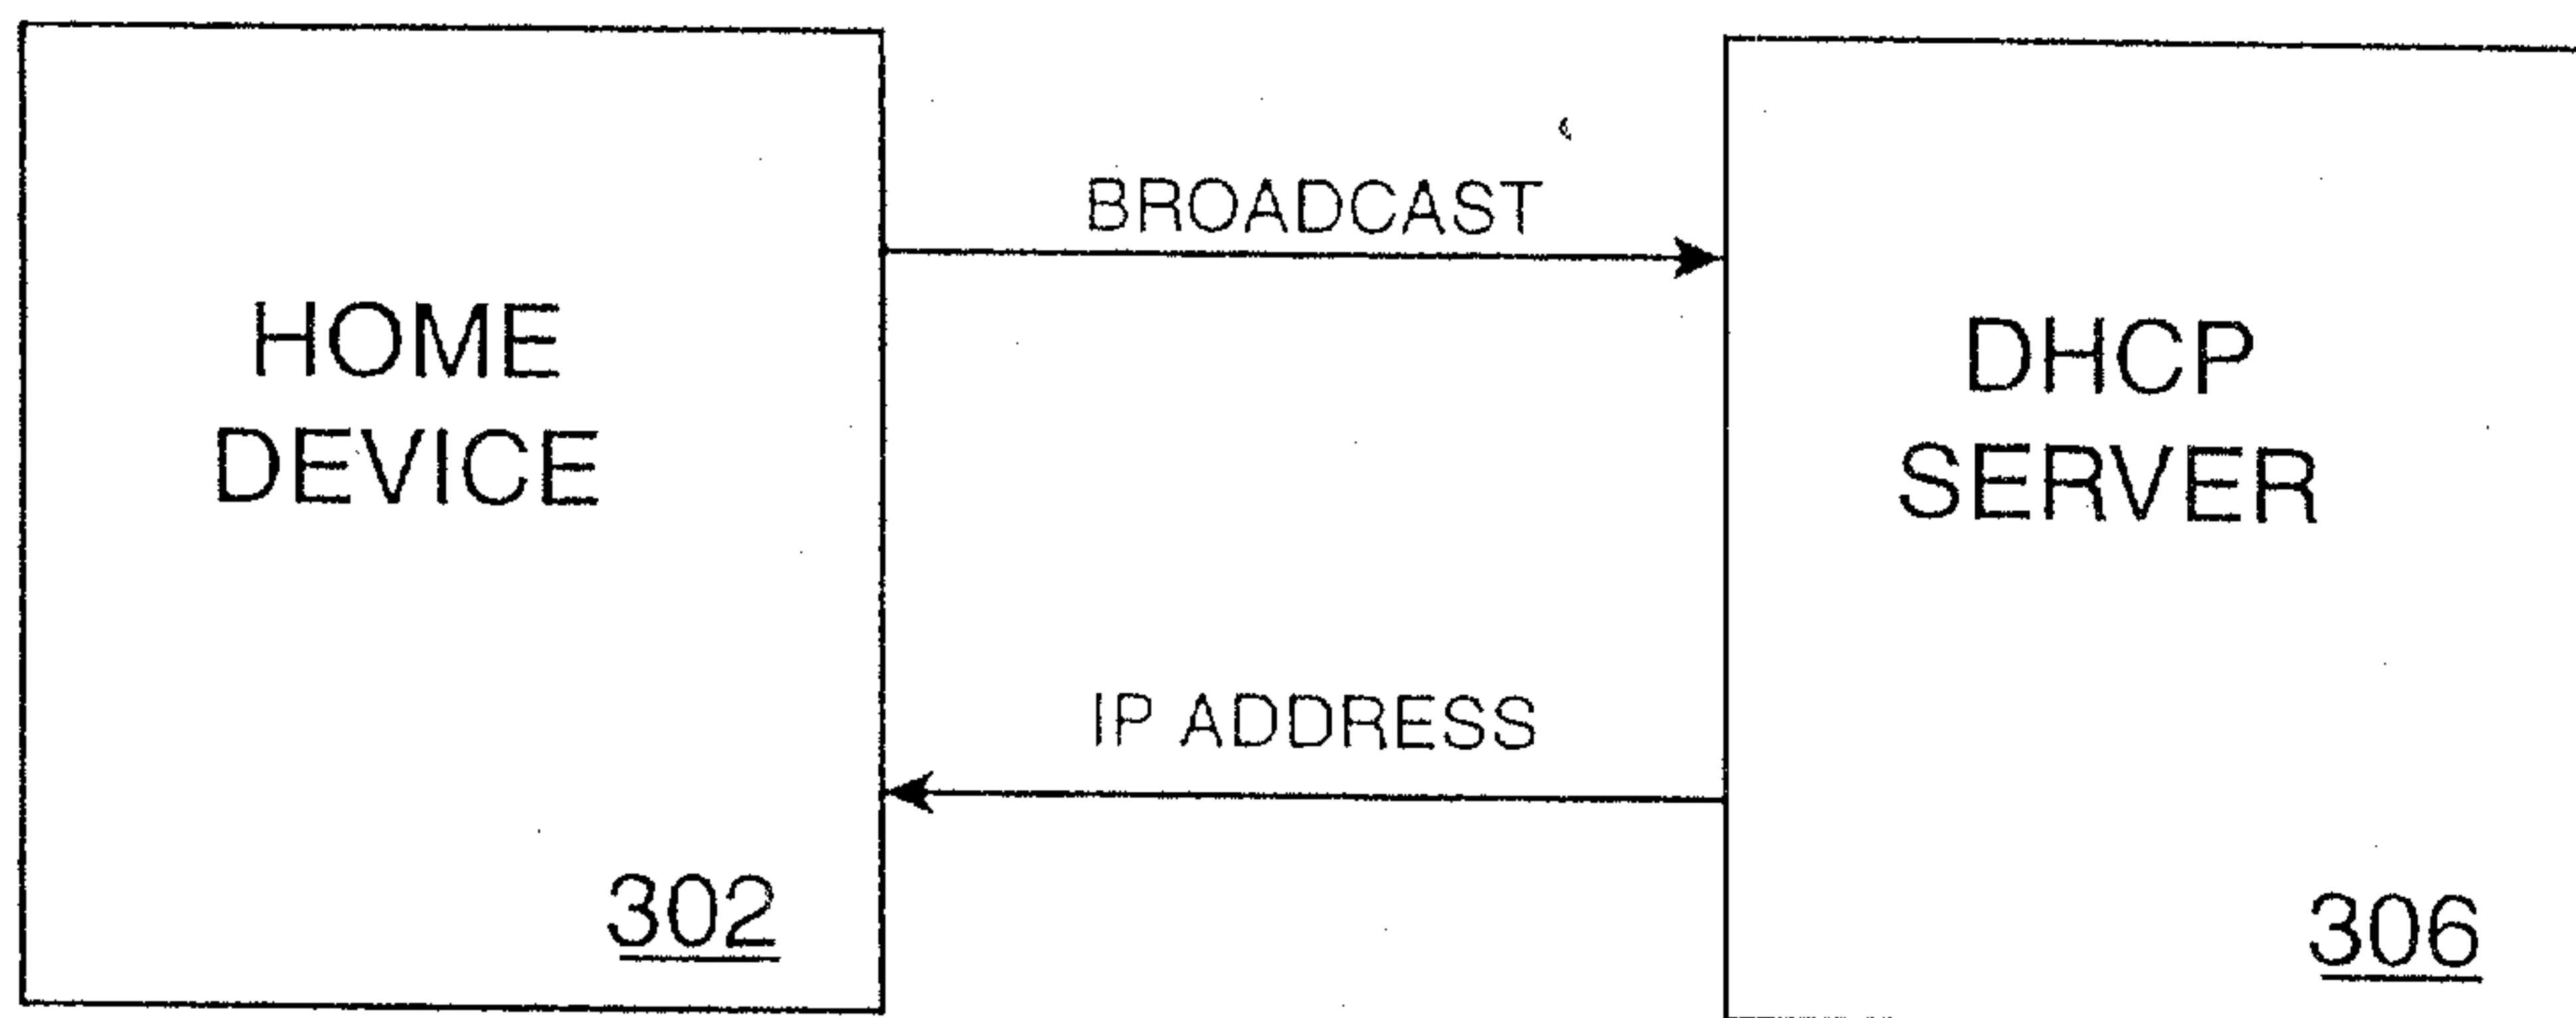 HOME
DEVICE
302
BROADCAST
IP ADDRESS
DHCP
SERVER
306